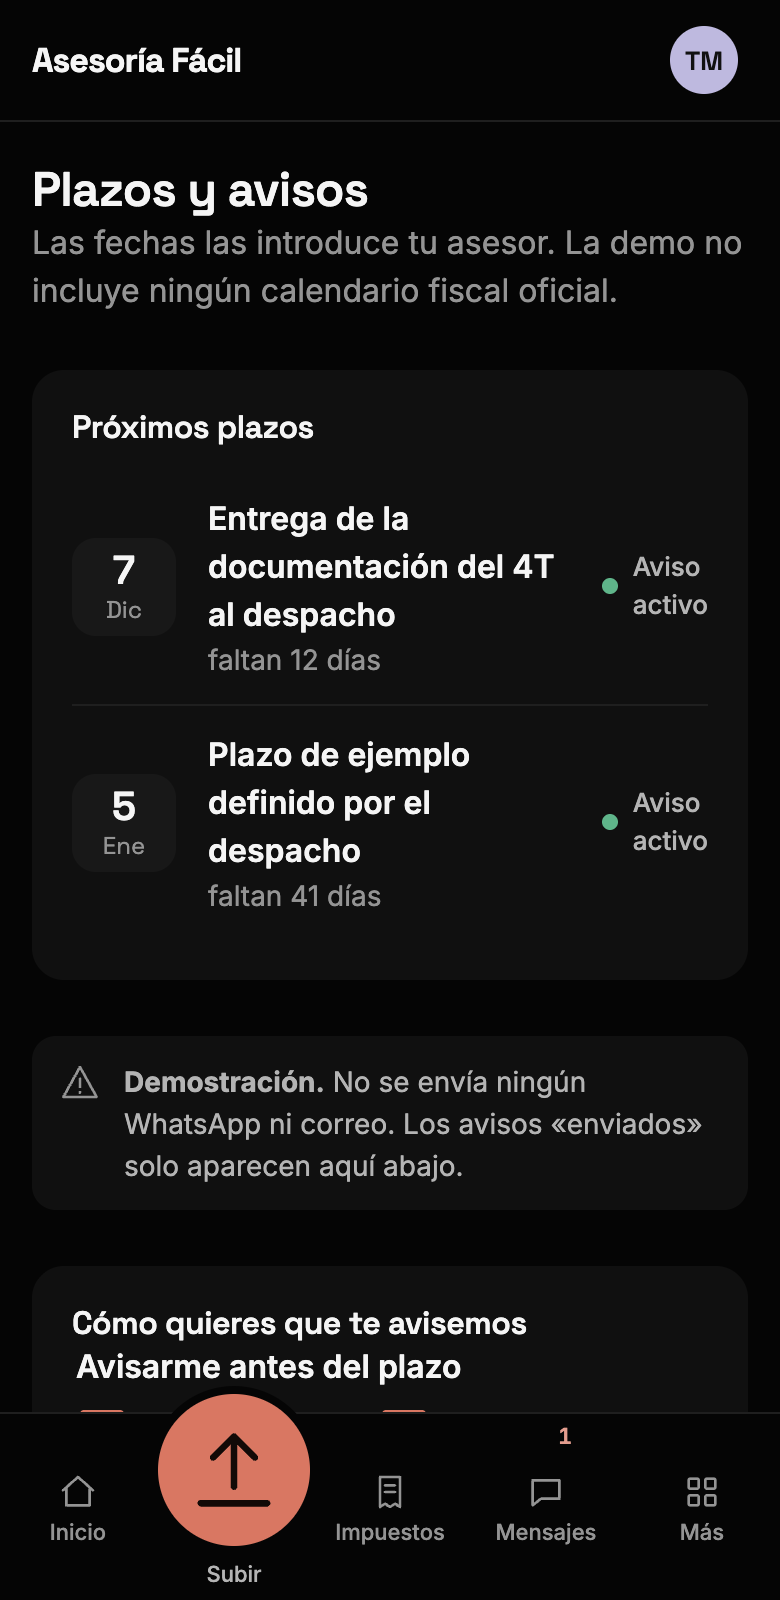 Asesoría Fácil
TM
Plazos y avisos
Las fechas las introduce tu asesor. La demo no
incluye ningún calendario fiscal oficial.
Próximos plazos
7
Dic
Entrega de la
documentación del 4T
al despacho
faltan 12 días
Aviso
activo
5
Ene
Plazo de ejemplo
definido por el
despacho
faltan 41 días
Aviso
activo
Demostración. No se envía ningún
WhatsApp ni correo. Los avisos «enviados»
solo aparecen aquí abajo.
Cómo quieres que te avisemos
Avisarme antes del plazo
1
Inicio
Subir
Impuestos
Mensajes
Más